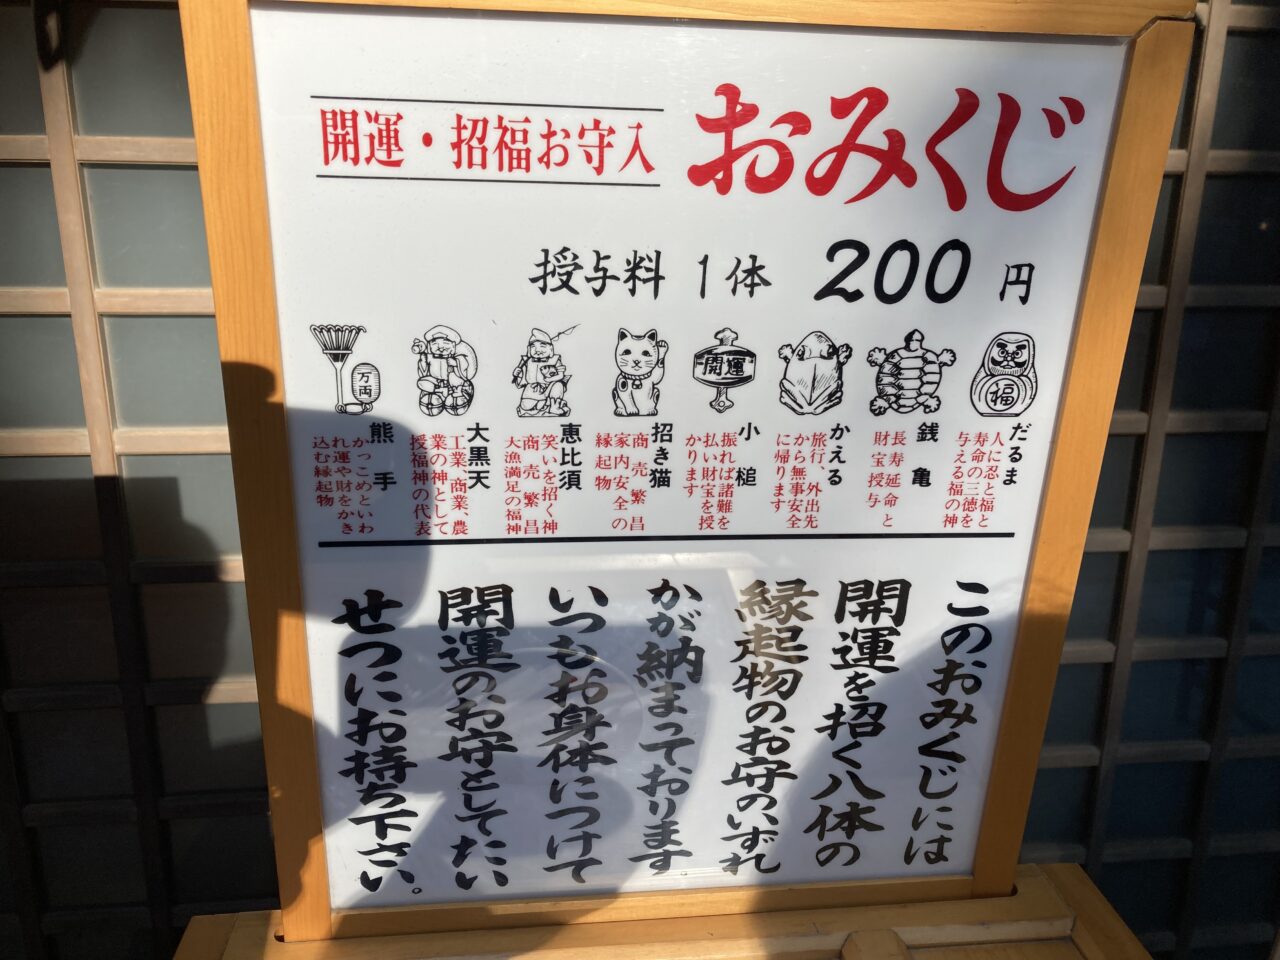 おみくじ
開運・招福お守入
授与料 1体 200円
福
だるま
人に忍と福と
寿命の三徳を
与える福の神
銭亀
長寿延命と
財宝授与
かえる
旅行、外出先
から無事安全
に帰ります
開運
小槌
振れば諸難を
払い財宝を授
かります
招き猫
商売繁昌
家内安全の
縁起物
恵比須
笑いを招く神
商売繁昌
大漁満足の福神
大黒天
工業、商業、農
業の神として
授福神の代表
万両
熊手
かっこめといわ
れ運や財をかき
込む縁起物
このおみくじには
開運を招く八体の
縁起物のお守のいずれ
かが納まっております。
いつもお身体につけて
開運のお守としてたい
せつにお持ち下さい。